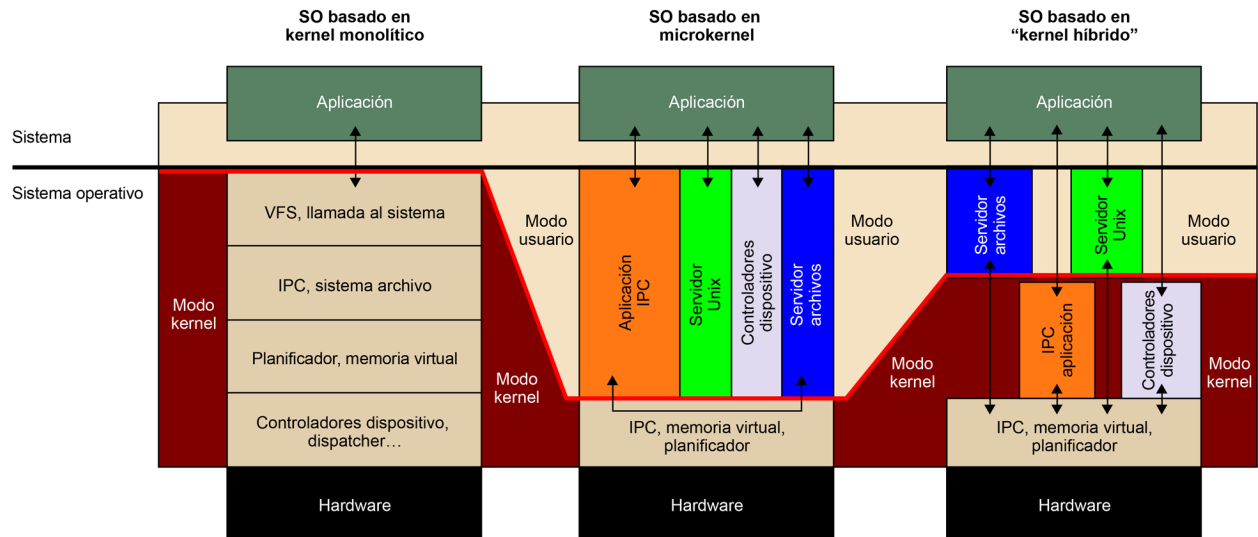 SO basado en
kernel monolítico
SO basado en
microkernel
SO basado en
“kernel híbrido”
Aplicación
Aplicación
Aplicación
Sistema
Sistema operativo
Modo
kernel
VFS, llamada al sistema
IPC, sistema archivo
Planificador, memoria virtual
Controladores dispositivo,
dispatcher…
Hardware
Modo
kernel
Modo
usuario
Aplicación
IPC
Servidor
Unix
Controladores
dispositivo
Servidor
archivos
IPC, memoria virtual,
planificador
Hardware
Modo
usuario
Modo
kernel
Servidor
archivos
Servidor
Unix
Modo
usuario
IPC
aplicación
Controladores
dispositivo
Modo
kernel
IPC, memoria virtual,
planificador
Hardware